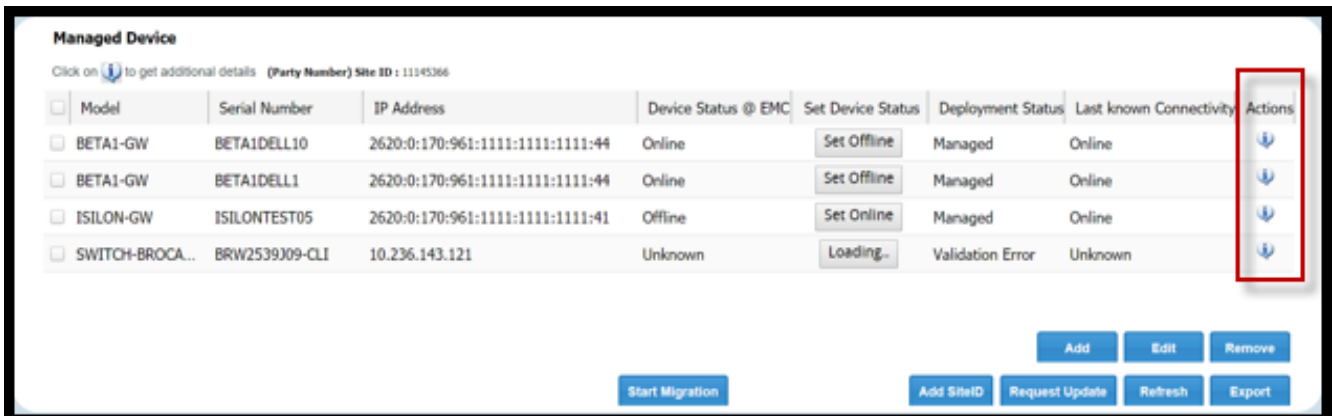 Managed Device
Click on to get additional details (Party Number) Site ID : 11145366
Model Serial Number IP Address Device Status @ EMC Set Device Status Deployment Status Last known Connectivity Actions
BETA1-GW BETA1DELL10 2620:0:170:961:1111:1111:1111:44 Online Set Offline Managed Online
BETA1-GW BETA1DELL1 2620:0:170:961:1111:1111:1111:44 Online Set Offline Managed Online
ISILON-GW ISILONTEST05 2620:0:170:961:1111:1111:1111:41 Offline Set Online Managed Online
SWITCH-BROCA... BRW2539J09-CLI 10.236.143.121 Unknown Loading.. Validation Error Unknown
Add Edit Remove
Start Migration Add SiteID Request Update Refresh Export